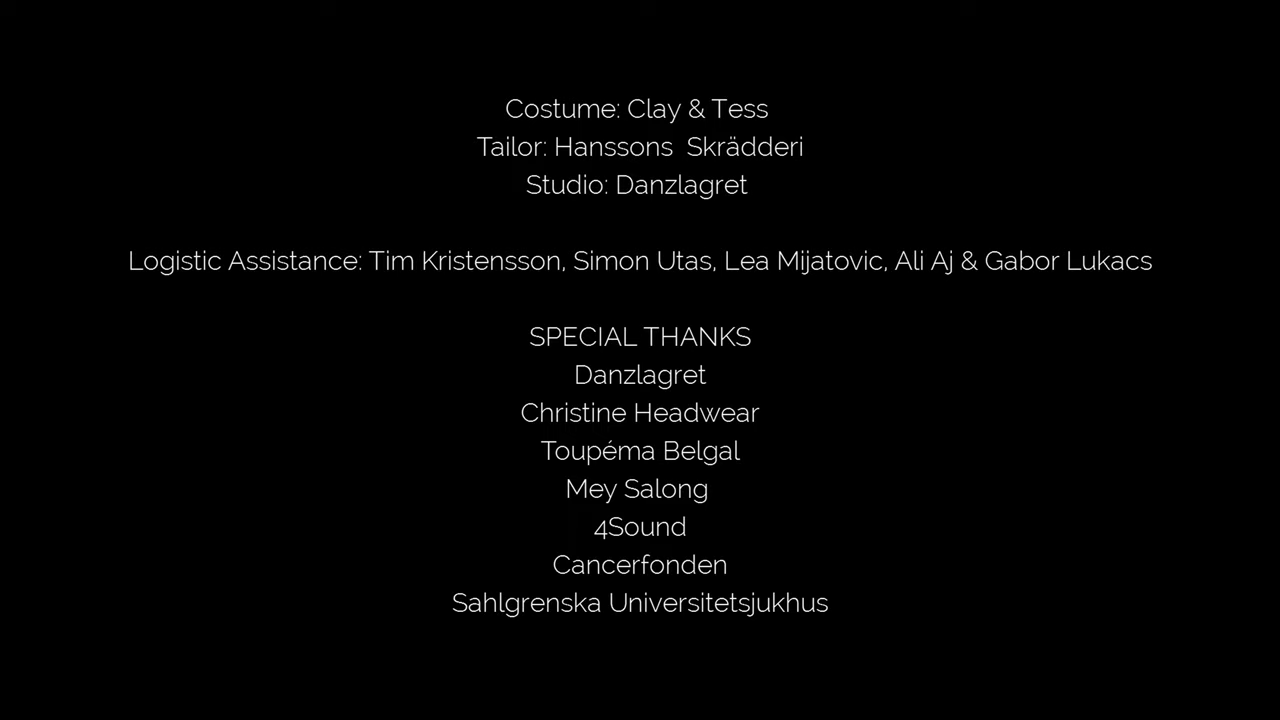 Costume: Clay & Tess
Tailor: Hanssons  Skrädderi
Studio: Danzlagret
Logistic Assistance: Tim Kristensson, Simon Utas, Lea Mijatovic, Ali Aj & Gabor Lukacs
SPECIAL THANKS
Danzlagret
Christine Headwear
Toupéma Belgal
Mey Salong
4Sound
Cancerfonden
Sahlgrenska Universitetsjukhus